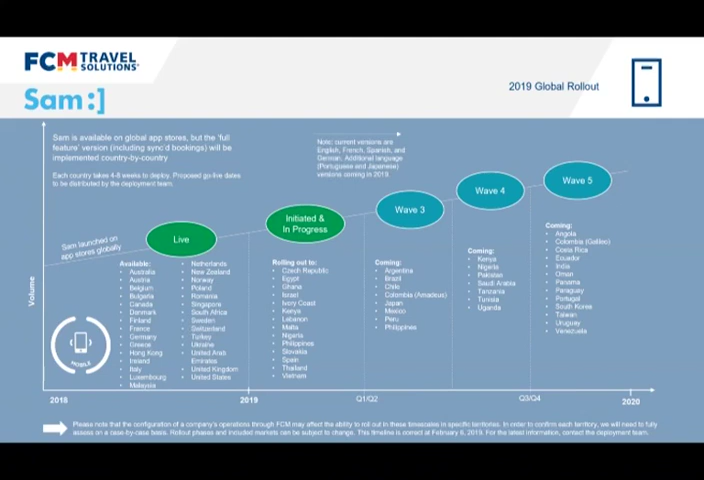 FCM TRAVEL
SOLUTIONS
Sam :]
2019 Global Rollout
Sam is available on global app stores, but the 'full
feature' version (including sync'd bookings) will be
implemented country-by-country
Each country takes 4-8 weeks to deploy. Proposed go-live dates
to be distributed by the deployment team.
Note: current versions are
English, French, Spanish, and
German. Additional language
(Portuguese and Japanese)
versions coming in 2019.
Sam launched on
app stores globally
Live
Initiated &
In Progress
Wave 3
Wave 4
Wave 5
Volume
MOBILE
Available:
Australia
Austria
Belgium
Bulgaria
Canada
Denmark
Finland
France
Germany
Greece
Hong Kong
Ireland
Italy
Luxembourg
Malaysia
Netherlands
New Zealand
Norway
Poland
Romania
Singapore
South Africa
Sweden
Switzerland
Turkey
Ukraine
United Arab
Emirates
United Kingdom
United States
Rolling out to:
Czech Republic
Egypt
Ghana
Israel
Ivory Coast
Kenya
Lebanon
Malta
Nigeria
Philippines
Slovakia
Spain
Thailand
Vietnam
Coming:
Argentina
Brazil
Chile
Colombia (Amadeus)
Japan
Mexico
Peru
Philippines
Coming:
Kenya
Nigeria
Pakistan
Saudi Arabia
Tanzania
Tunisia
Uganda
Coming:
Angola
Colombia (Galileo)
Costa Rica
Ecuador
India
Oman
Panama
Paraguay
Portugal
South Korea
Taiwan
Uruguay
Venezuela
2018
2019
Q1/Q2
Q3/Q4
2020
Please note that the configuration of a company's operations through FCM may affect the ability to roll out in these timescales in specific territories. In order to confirm each territory, we will need to fully
assess on a case-by-case basis. Rollout phases and included markets can be subject to change. This timeline is correct at February 6, 2019. For the latest information, contact the deployment team.